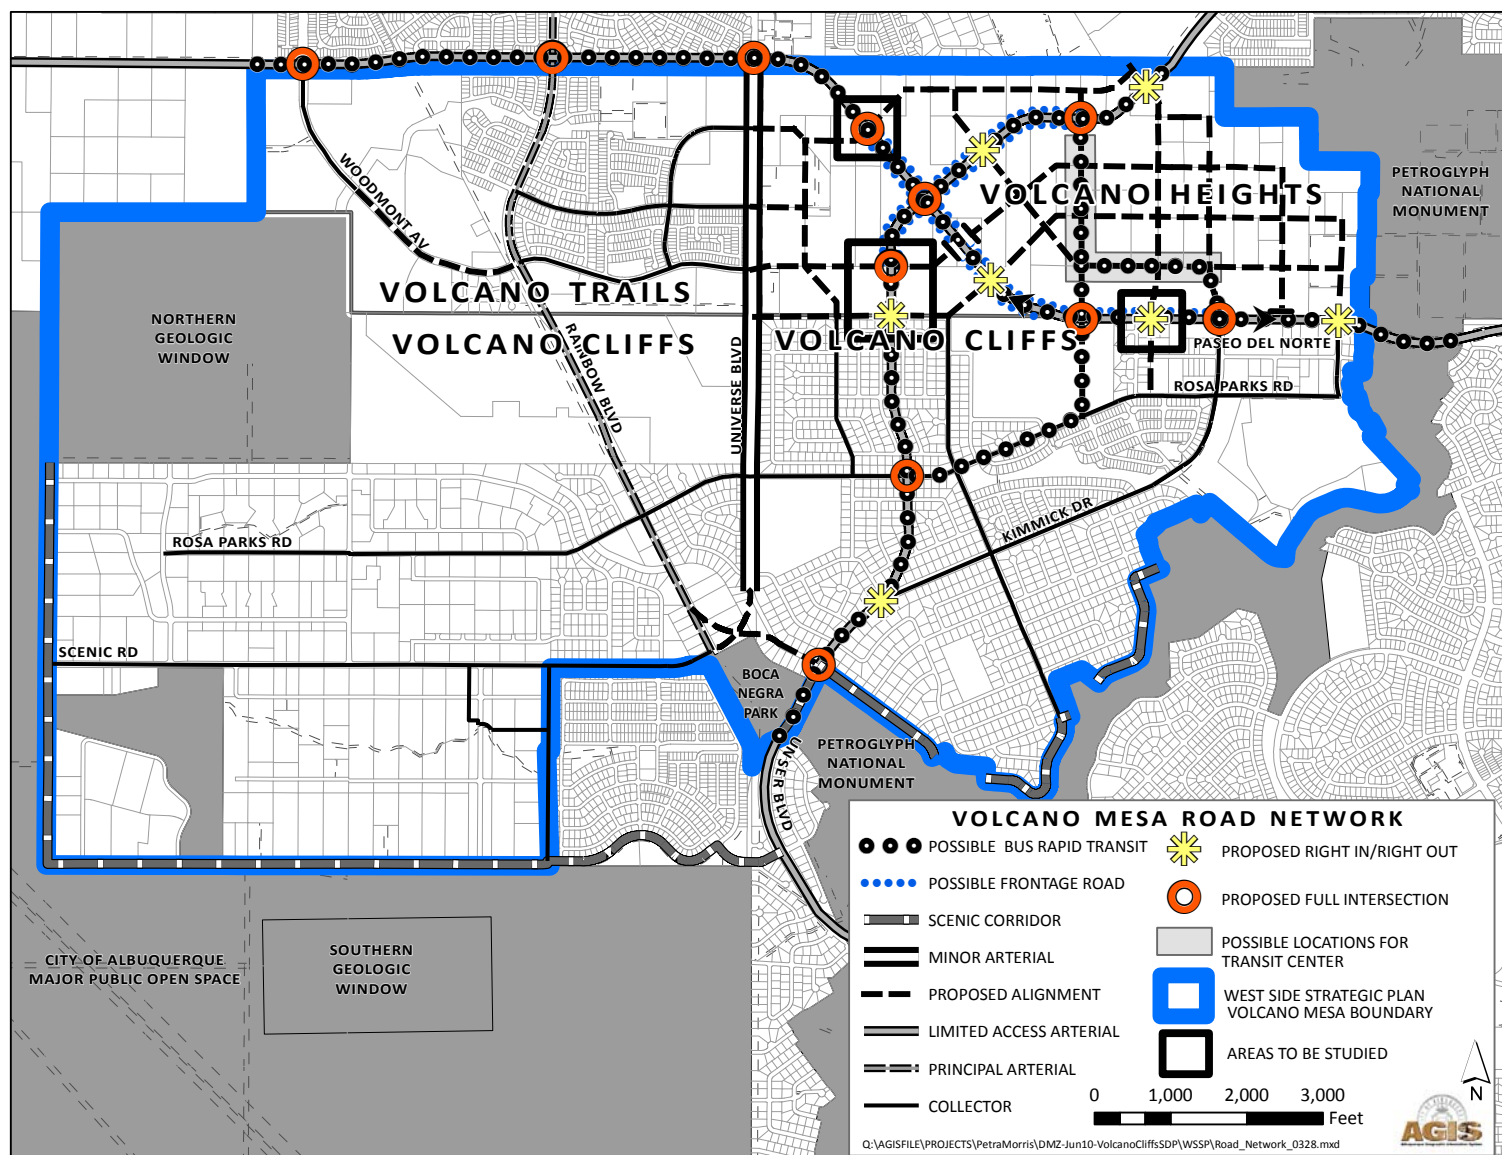 WOODMONT AV
VOLCANO HEIGHTS
PETROGLYPH
NATIONAL
MONUMENT
VOLCANO TRAILS
NORTHERN
GEOLOGIC
WINDOW
VOLCANO CLIFFS
RAINBOW BLVD
UNIVERSE BLVD
VOLCANO CLIFFS
PASEO DEL NORTE
ROSA PARKS RD
KIMMICK DR
ROSA PARKS RD
SCENIC RD
BOCA
NEGRA
PARK
UNSER BLVD
PETROGLYPH
NATIONAL
MONUMENT
CITY OF ALBUQUERQUE
MAJOR PUBLIC OPEN SPACE
SOUTHERN
GEOLOGIC
WINDOW
VOLCANO MESA ROAD NETWORK
POSSIBLE BUS RAPID TRANSIT
POSSIBLE FRONTAGE ROAD
SCENIC CORRIDOR
MINOR ARTERIAL
PROPOSED ALIGNMENT
LIMITED ACCESS ARTERIAL
PRINCIPAL ARTERIAL
COLLECTOR
PROPOSED RIGHT IN/RIGHT OUT
PROPOSED FULL INTERSECTION
POSSIBLE LOCATIONS FOR
TRANSIT CENTER
WEST SIDE STRATEGIC PLAN
VOLCANO MESA BOUNDARY
AREAS TO BE STUDIED
0 1,000 2,000 3,000
Feet
N
AGIS
Q:\AGISFILE\PROJECTS\PetraMorris\DMZ-Jun10-VolcanoCliffsSDP\WSSP\Road_Network_0328.mxd